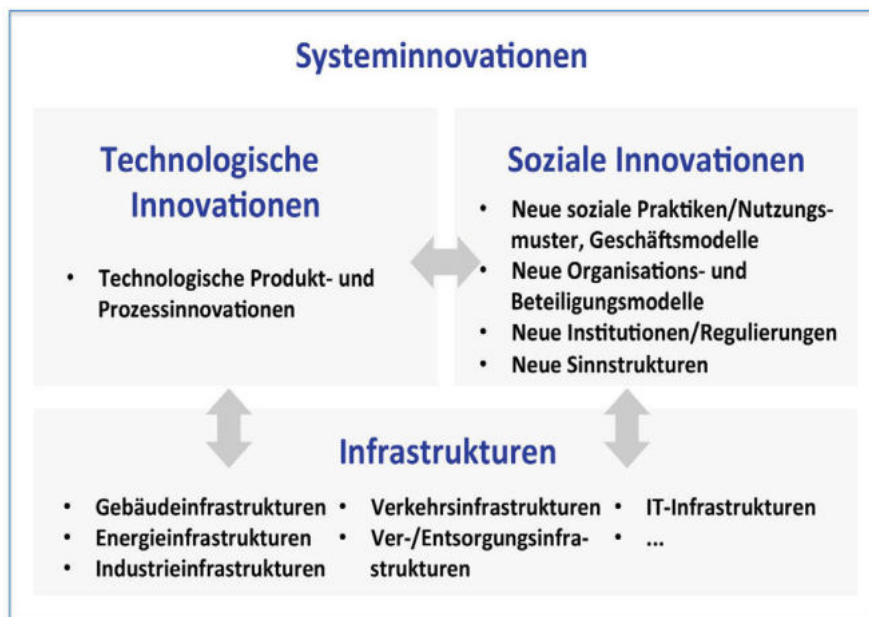 Systeminnovationen
Technologische
Innovationen
• Technologische Produkt- und
Prozessinnovationen
Soziale Innovationen
• Neue soziale Praktiken/Nutzungs-
muster, Geschäftsmodelle
• Neue Organisations- und
Beteiligungsmodelle
• Neue Institutionen/Regulierungen
• Neue Sinnstrukturen
Infrastrukturen
• Gebäudeinfrastrukturen
• Energieinfrastrukturen
• Industrieinfrastrukturen
• Verkehrsinfrastrukturen
• Ver-/Entsorgungsinfra-
strukturen
• IT-Infrastrukturen
• ...